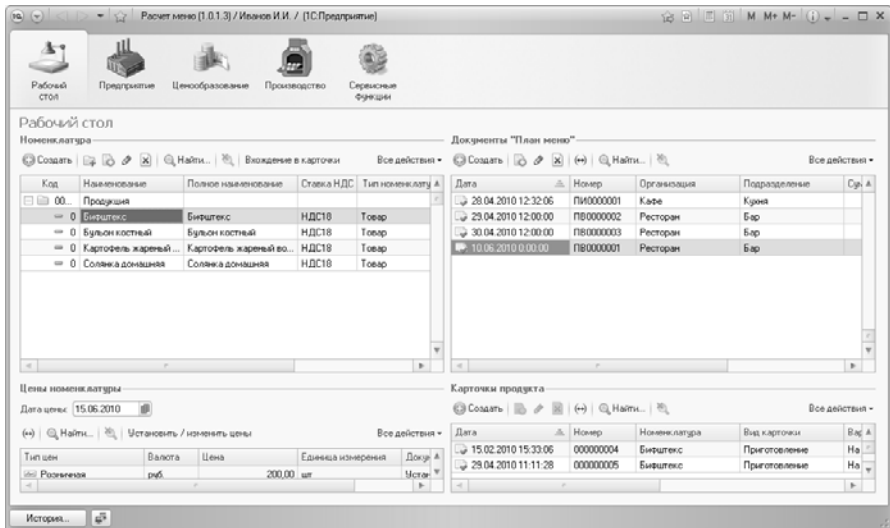 Расчет меню (1.0.1.3) / Иванов И.И. / (1С:Предприятие)
M M+ M-
Рабочий стол
Предприятие
Ценообразование
Производство
Сервисные функции
Рабочий стол
Номенклатура
Создать Найти... Вхождение в карточки Все действия
Код Наименование Полное наименование Ставка НДС Тип номенклату
00... Продукция
0 Бифштекс Бифштекс НДС18 Товар
0 Бульон костный Бульон костный НДС18 Товар
0 Картофель жареный ... Картофель жареный во... НДС18 Товар
0 Солянка домашняя Солянка домашняя НДС18 Товар
Документы "План меню"
Создать Найти... Все действия
Дата Номер Организация Подразделение
28.04.2010 12:32:06 ПИ0000001 Кафе Кухня
29.04.2010 12:00:00 ПВ0000002 Ресторан Бар
30.04.2010 12:00:00 ПВ0000003 Ресторан Бар
10.06.2010 0:00:00 ПВ0000001 Ресторан Бар
Цены номенклатуры
Дата цены: 15.06.2010
Найти... Установить / изменить цены Все действия
Тип цен Валюта Цена Единица измерения Доку
Розничная руб. 200,00 шт Устан
Карточки продукта
Создать Найти... Все действия
Дата Номер Номенклатура Вид карточки Вар
15.02.2010 15:33:06 000000004 Бифштекс Приготовление На
29.04.2010 11:11:28 000000005 Бифштекс Приготовление На
История...